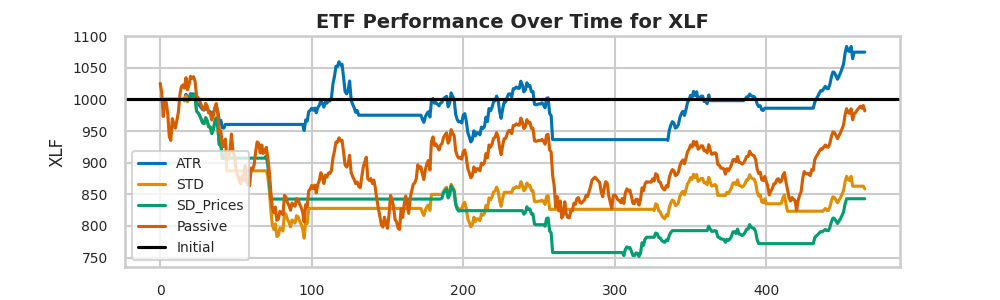 ETF Performance Over Time for XLF
1100
1050
1000
950
900
850
800
750
XLF
ATR
STD
SD_Prices
Passive
Initial
0
100
200
300
400